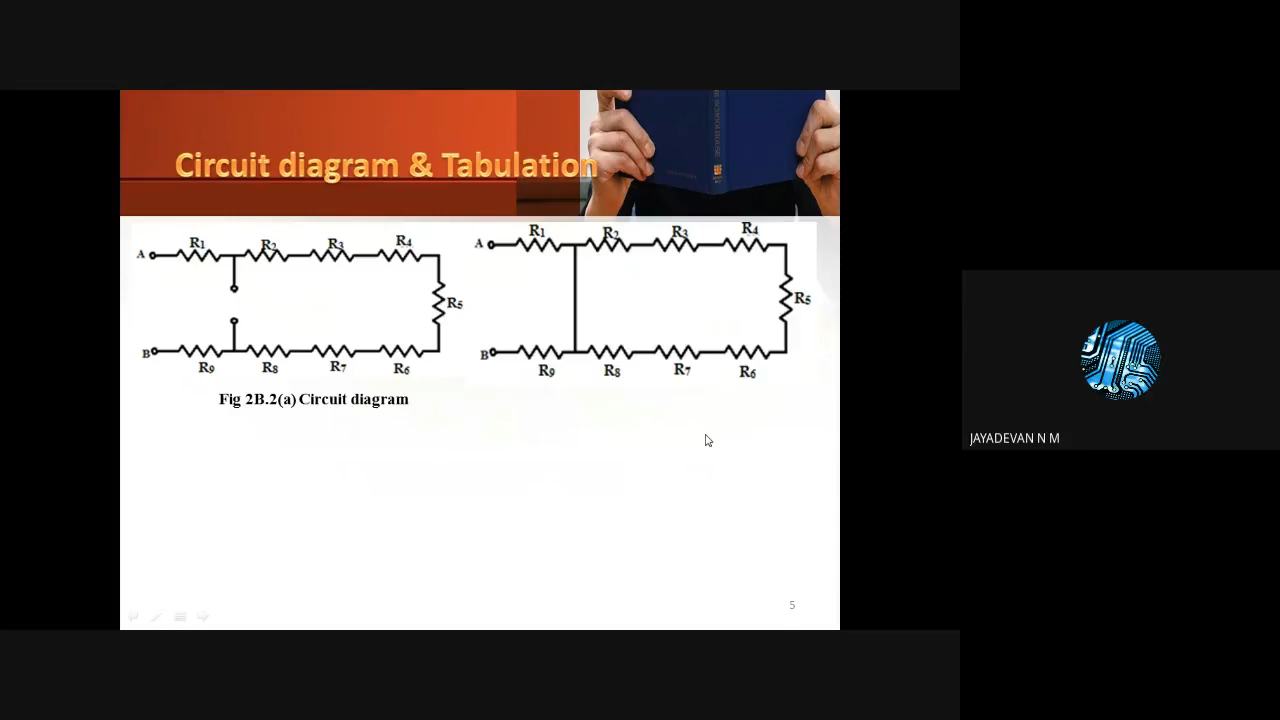 Circuit diagram & Tabulation
R1 R2 R3 R4
A
R5
B
R9 R8 R7 R6
R1 R2 R3 R4
A
R5
B
R9 R8 R7 R6
Fig 2B.2(a) Circuit diagram
5
JAYADEVAN N M